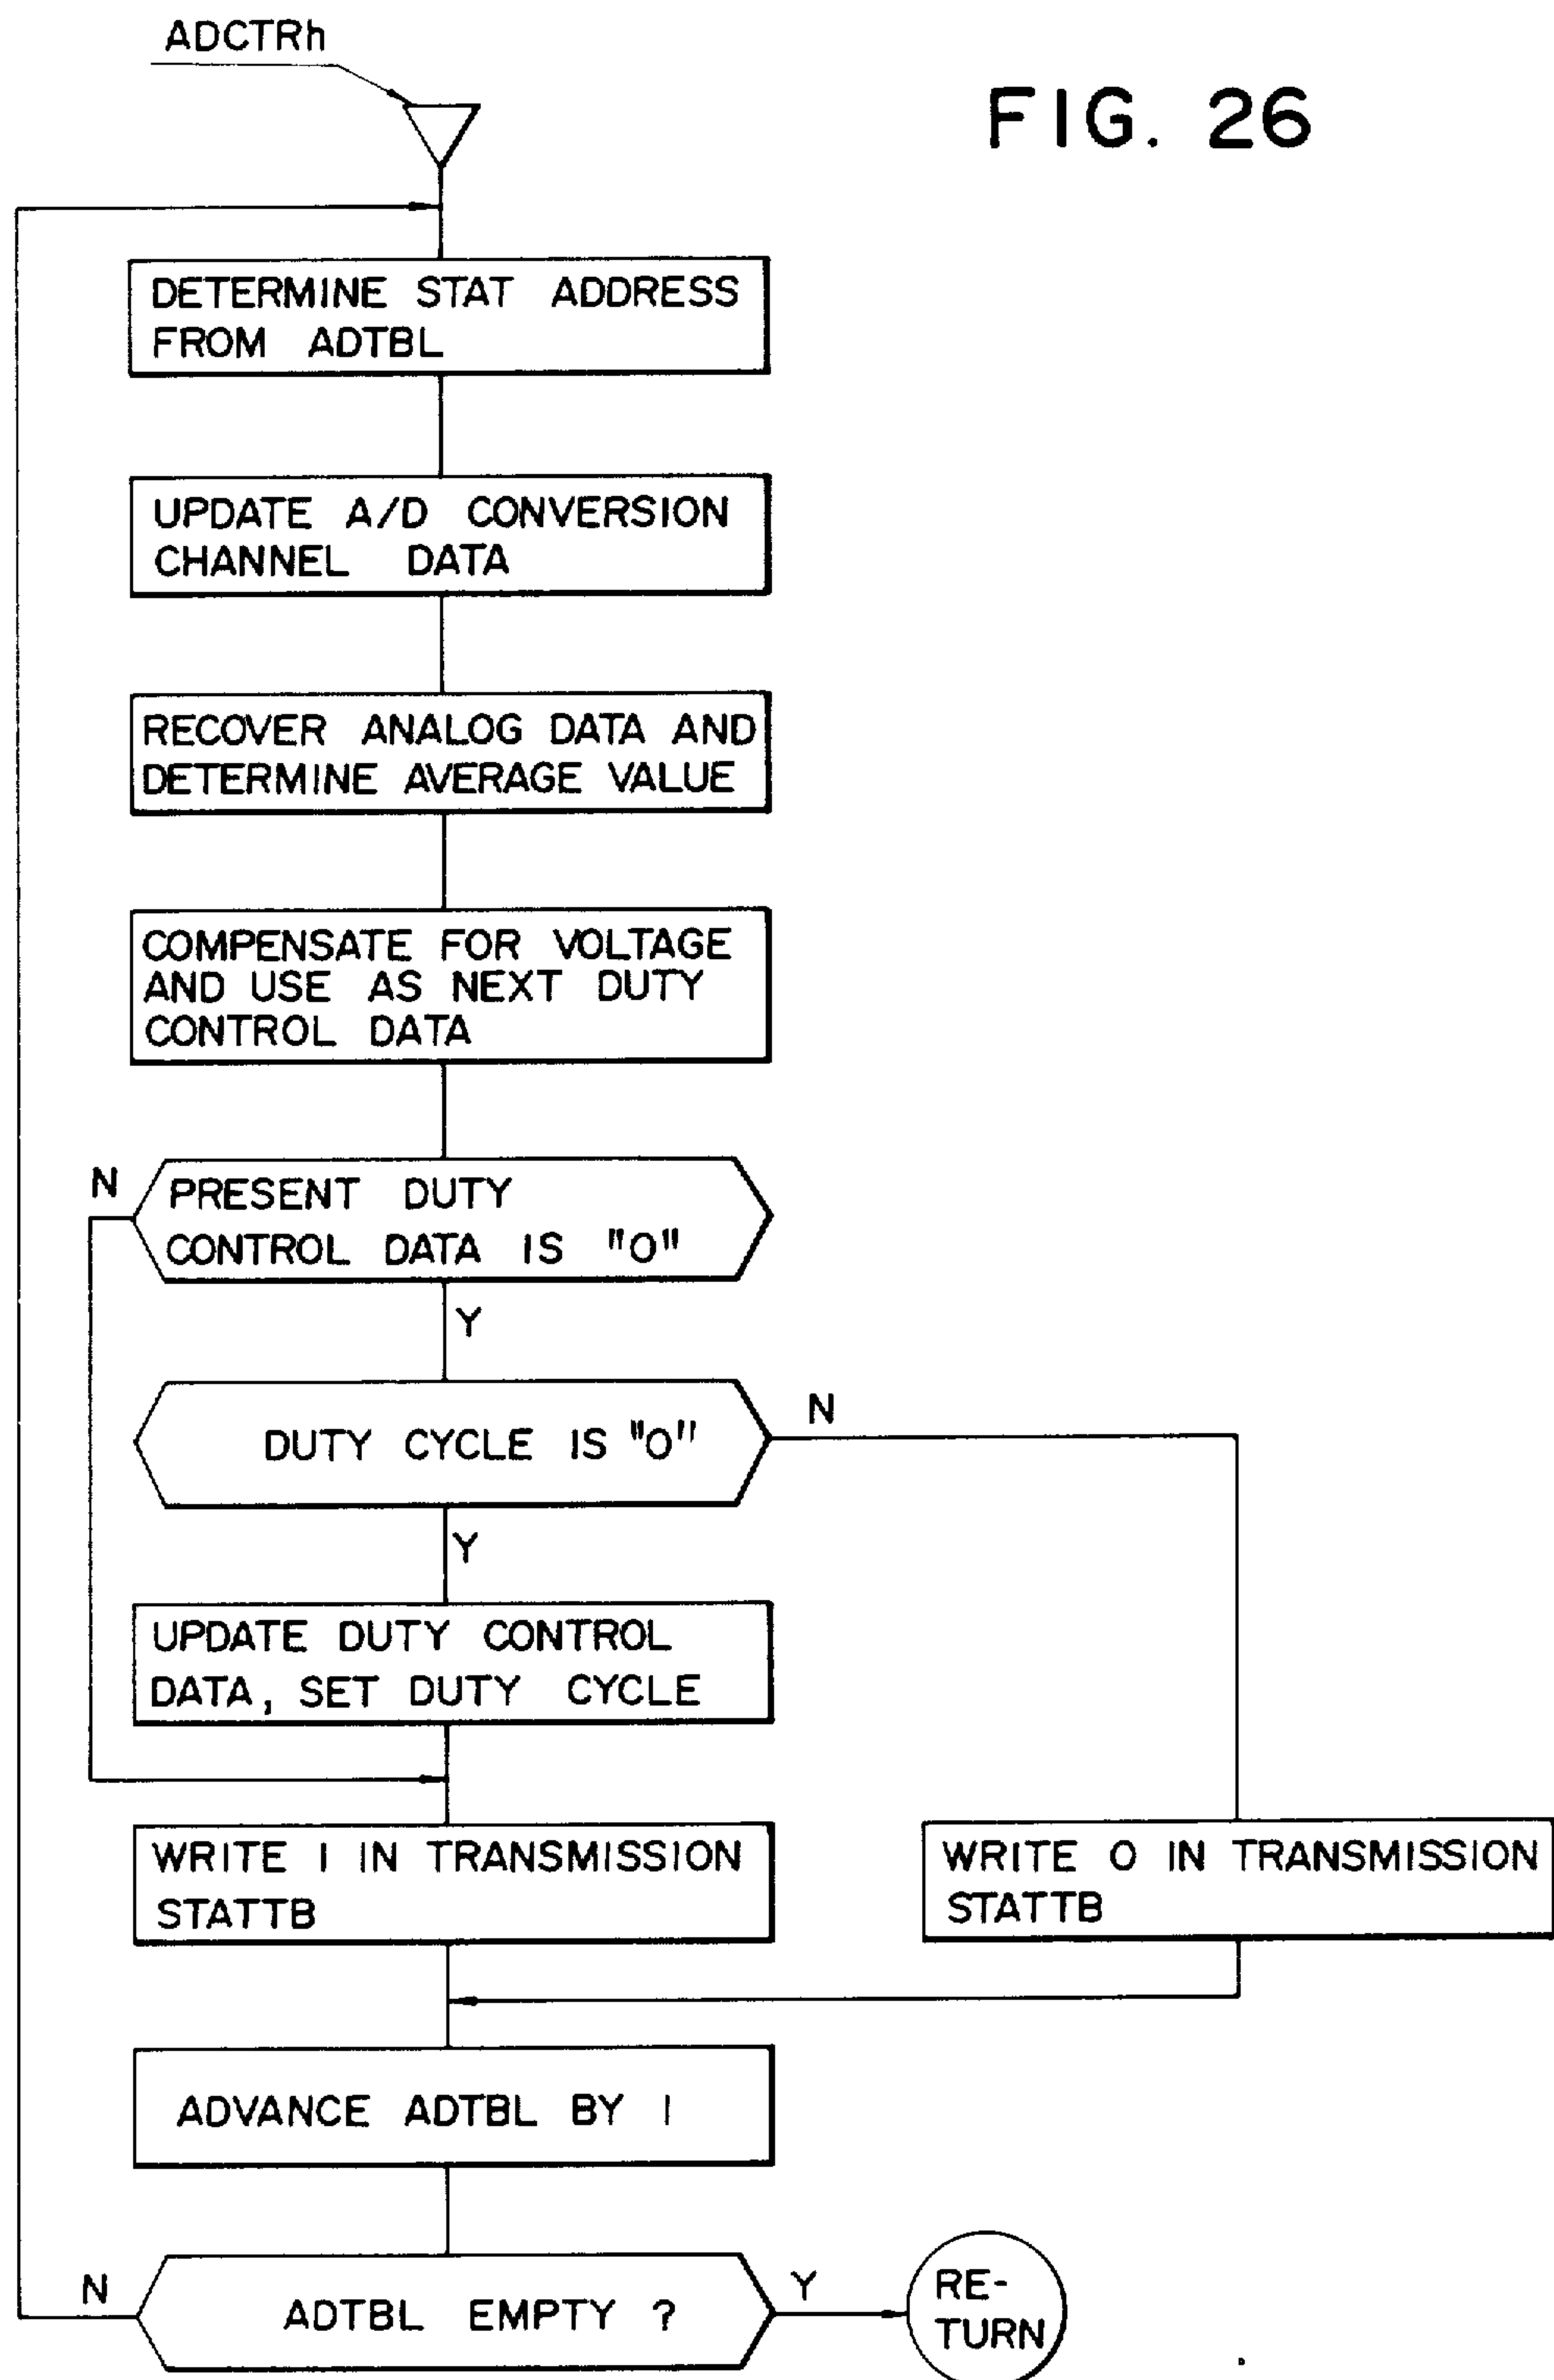 ADCTRh
FIG. 26
DETERMINE STAT ADDRESS
FROM ADTBL
UPDATE A/D CONVERSION
CHANNEL DATA
RECOVER ANALOG DATA AND
DETERMINE AVERAGE VALUE
COMPENSATE FOR VOLTAGE
AND USE AS NEXT DUTY
CONTROL DATA
N
PRESENT DUTY
CONTROL DATA IS "0"
Y
DUTY CYCLE IS "0"
N
Y
UPDATE DUTY CONTROL
DATA, SET DUTY CYCLE
WRITE 1 IN TRANSMISSION
STATTB
WRITE 0 IN TRANSMISSION
STATTB
ADVANCE ADTBL BY 1
N
ADTBL EMPTY ?
Y
RE-
TURN